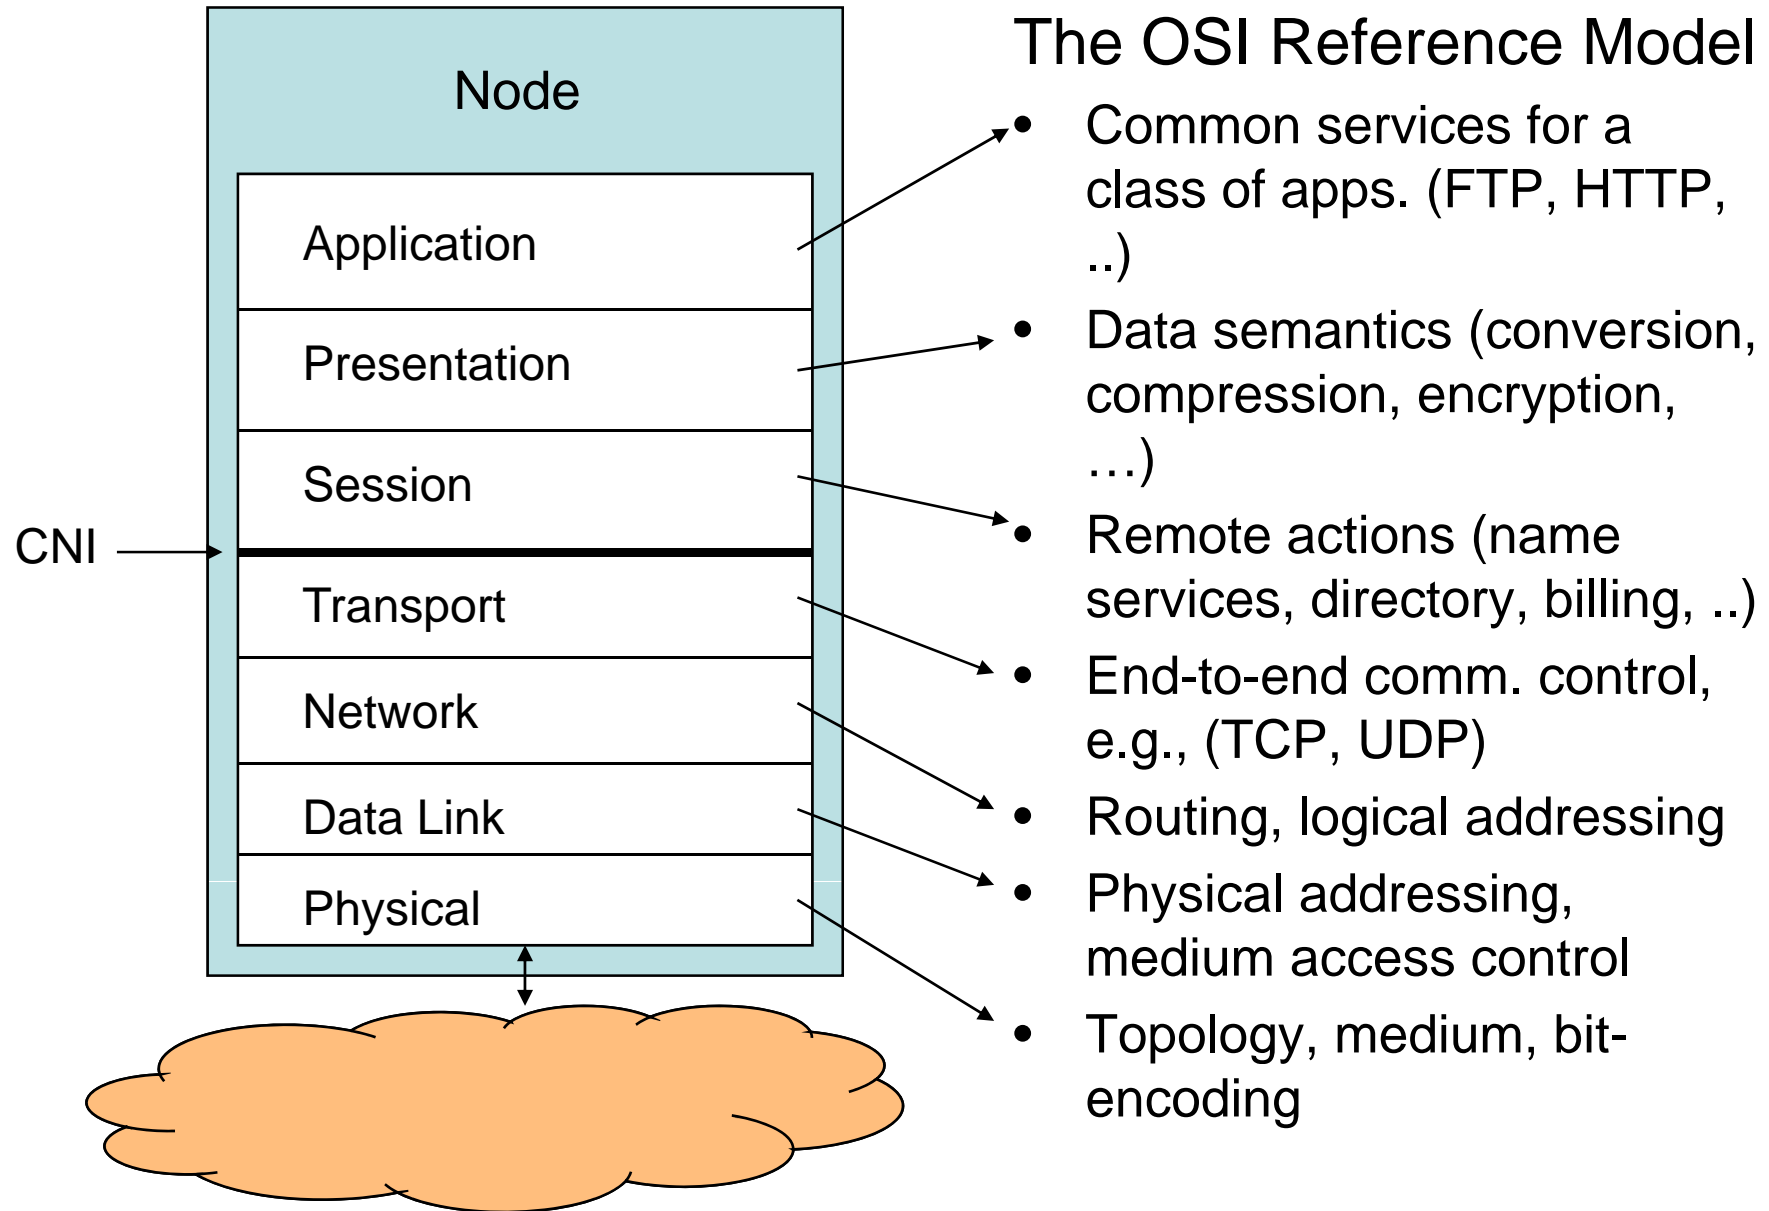 Node
Application
Presentation
Session
CNI
Transport
Network
Data Link
Physical
The OSI Reference Model
• Common services for a
class of apps. (FTP, HTTP,
..)
• Data semantics (conversion,
compression, encryption,
…)
• Remote actions (name
services, directory, billing, ..)
• End-to-end comm. control,
e.g., (TCP, UDP)
• Routing, logical addressing
• Physical addressing,
medium access control
• Topology, medium, bit-
encoding